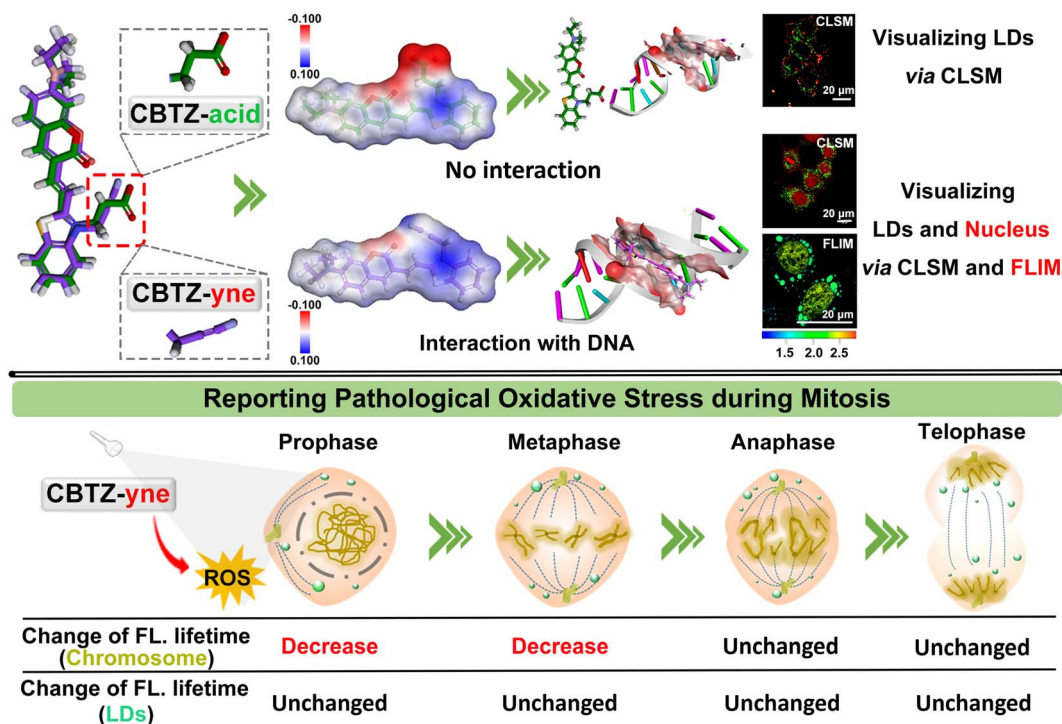 -0.100
0.100
CBTZ-acid
No interaction
CLSM
20 μm
Visualizing LDs
via CLSM
CBTZ-yne
-0.100
0.100
Interaction with DNA
CLSM
20 μm
FLIM
20 μm
1.5 2.0 2.5
Visualizing
LDs and Nucleus
via CLSM and FLIM
Reporting Pathological Oxidative Stress during Mitosis
Prophase Metaphase Anaphase Telophase
CBTZ-yne
ROS
Change of FL. lifetime
(Chromosome)
Decrease Decrease Unchanged Unchanged
Change of FL. lifetime
(LDs)
Unchanged Unchanged Unchanged Unchanged